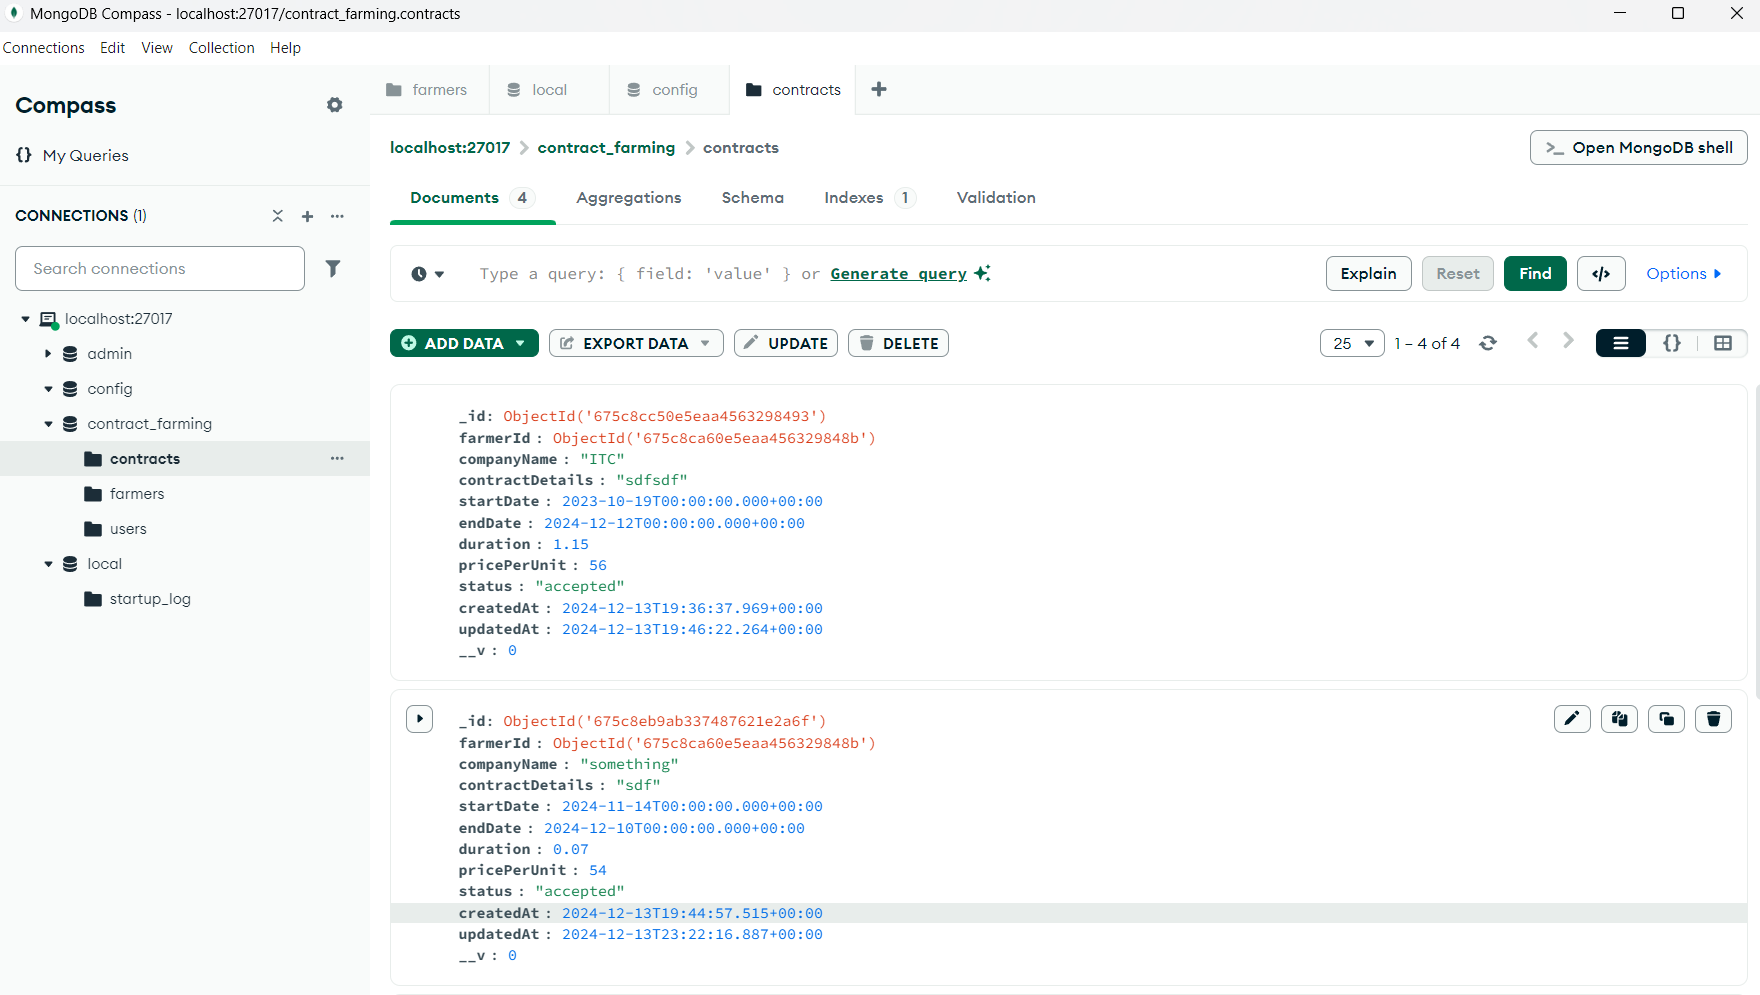 MongoDB Compass - localhost:27017/contract_farming.contracts
Connections Edit View Collection Help
Compass
{} My Queries
CONNECTIONS (1)
Search connections
localhost:27017
admin
config
contract_farming
contracts
farmers
users
local
startup_log
farmers local config contracts
localhost:27017 > contract_farming > contracts
>_ Open MongoDB shell
Documents 4 Aggregations Schema Indexes 1 Validation
Type a query: { field: 'value' } or Generate query
Explain Reset Find </> Options
ADD DATA EXPORT DATA UPDATE DELETE
25 1 – 4 of 4 {}
_id: ObjectId('675c8cc50e5eaa4563298493')
farmerId : ObjectId('675c8ca60e5eaa456329848b')
companyName : "ITC"
contractDetails : "sdfsdf"
startDate : 2023-10-19T00:00:00.000+00:00
endDate : 2024-12-12T00:00:00.000+00:00
duration : 1.15
pricePerUnit : 56
status : "accepted"
createdAt : 2024-12-13T19:36:37.969+00:00
updatedAt : 2024-12-13T19:46:22.264+00:00
__v : 0
_id: ObjectId('675c8eb9ab337487621e2a6f')
farmerId : ObjectId('675c8ca60e5eaa456329848b')
companyName : "something"
contractDetails : "sdf"
startDate : 2024-11-14T00:00:00.000+00:00
endDate : 2024-12-10T00:00:00.000+00:00
duration : 0.07
pricePerUnit : 54
status : "accepted"
createdAt : 2024-12-13T19:44:57.515+00:00
updatedAt : 2024-12-13T23:22:16.887+00:00
__v : 0